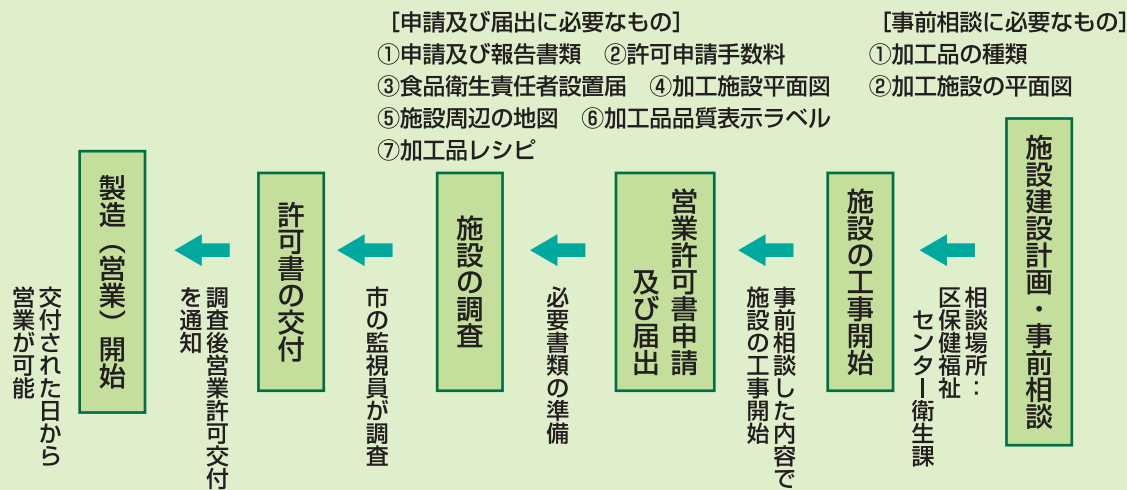 [事前相談に必要なもの]
①加工品の種類
②加工施設の平面図
[申請及び届出に必要なもの]
①申請及び報告書類　②許可申請手数料
③食品衛生責任者設置届　④加工施設平面図
⑤施設周辺の地図　⑥加工品品質表示ラベル
⑦加工品レシピ
施設建設計画・事前相談
相談場所：
区保健福祉
センター衛生課
施設の工事開始
事前相談した内容で
施設の工事開始
営業許可書申請
及び届出
必要書類の準備
施設の調査
市の監視員が調査
許可書の交付
調査後営業許可交付
を通知
製造（営業）開始
交付された日から
営業が可能